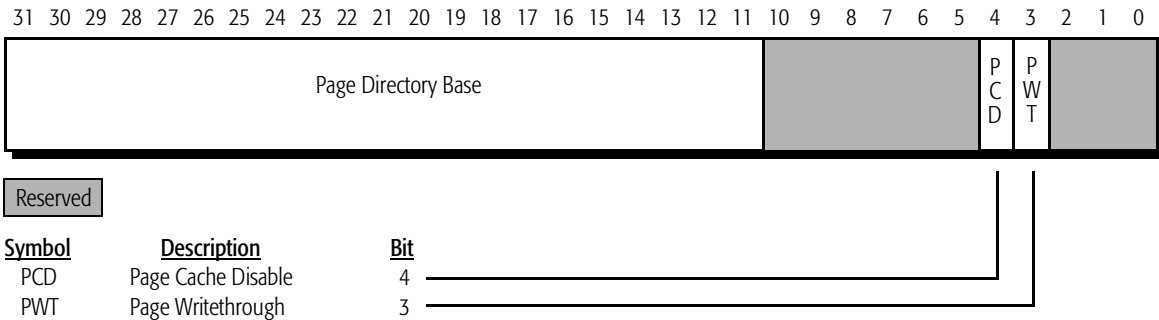 31 30 29 28 27 26 25 24 23 22 21 20 19 18 17 16 15 14 13 12 11 10 9 8 7 6 5 4 3 2 1 0
Page Directory Base
PCD
PWT
Reserved
Symbol Description Bit
PCD Page Cache Disable 4
PWT Page Writethrough 3